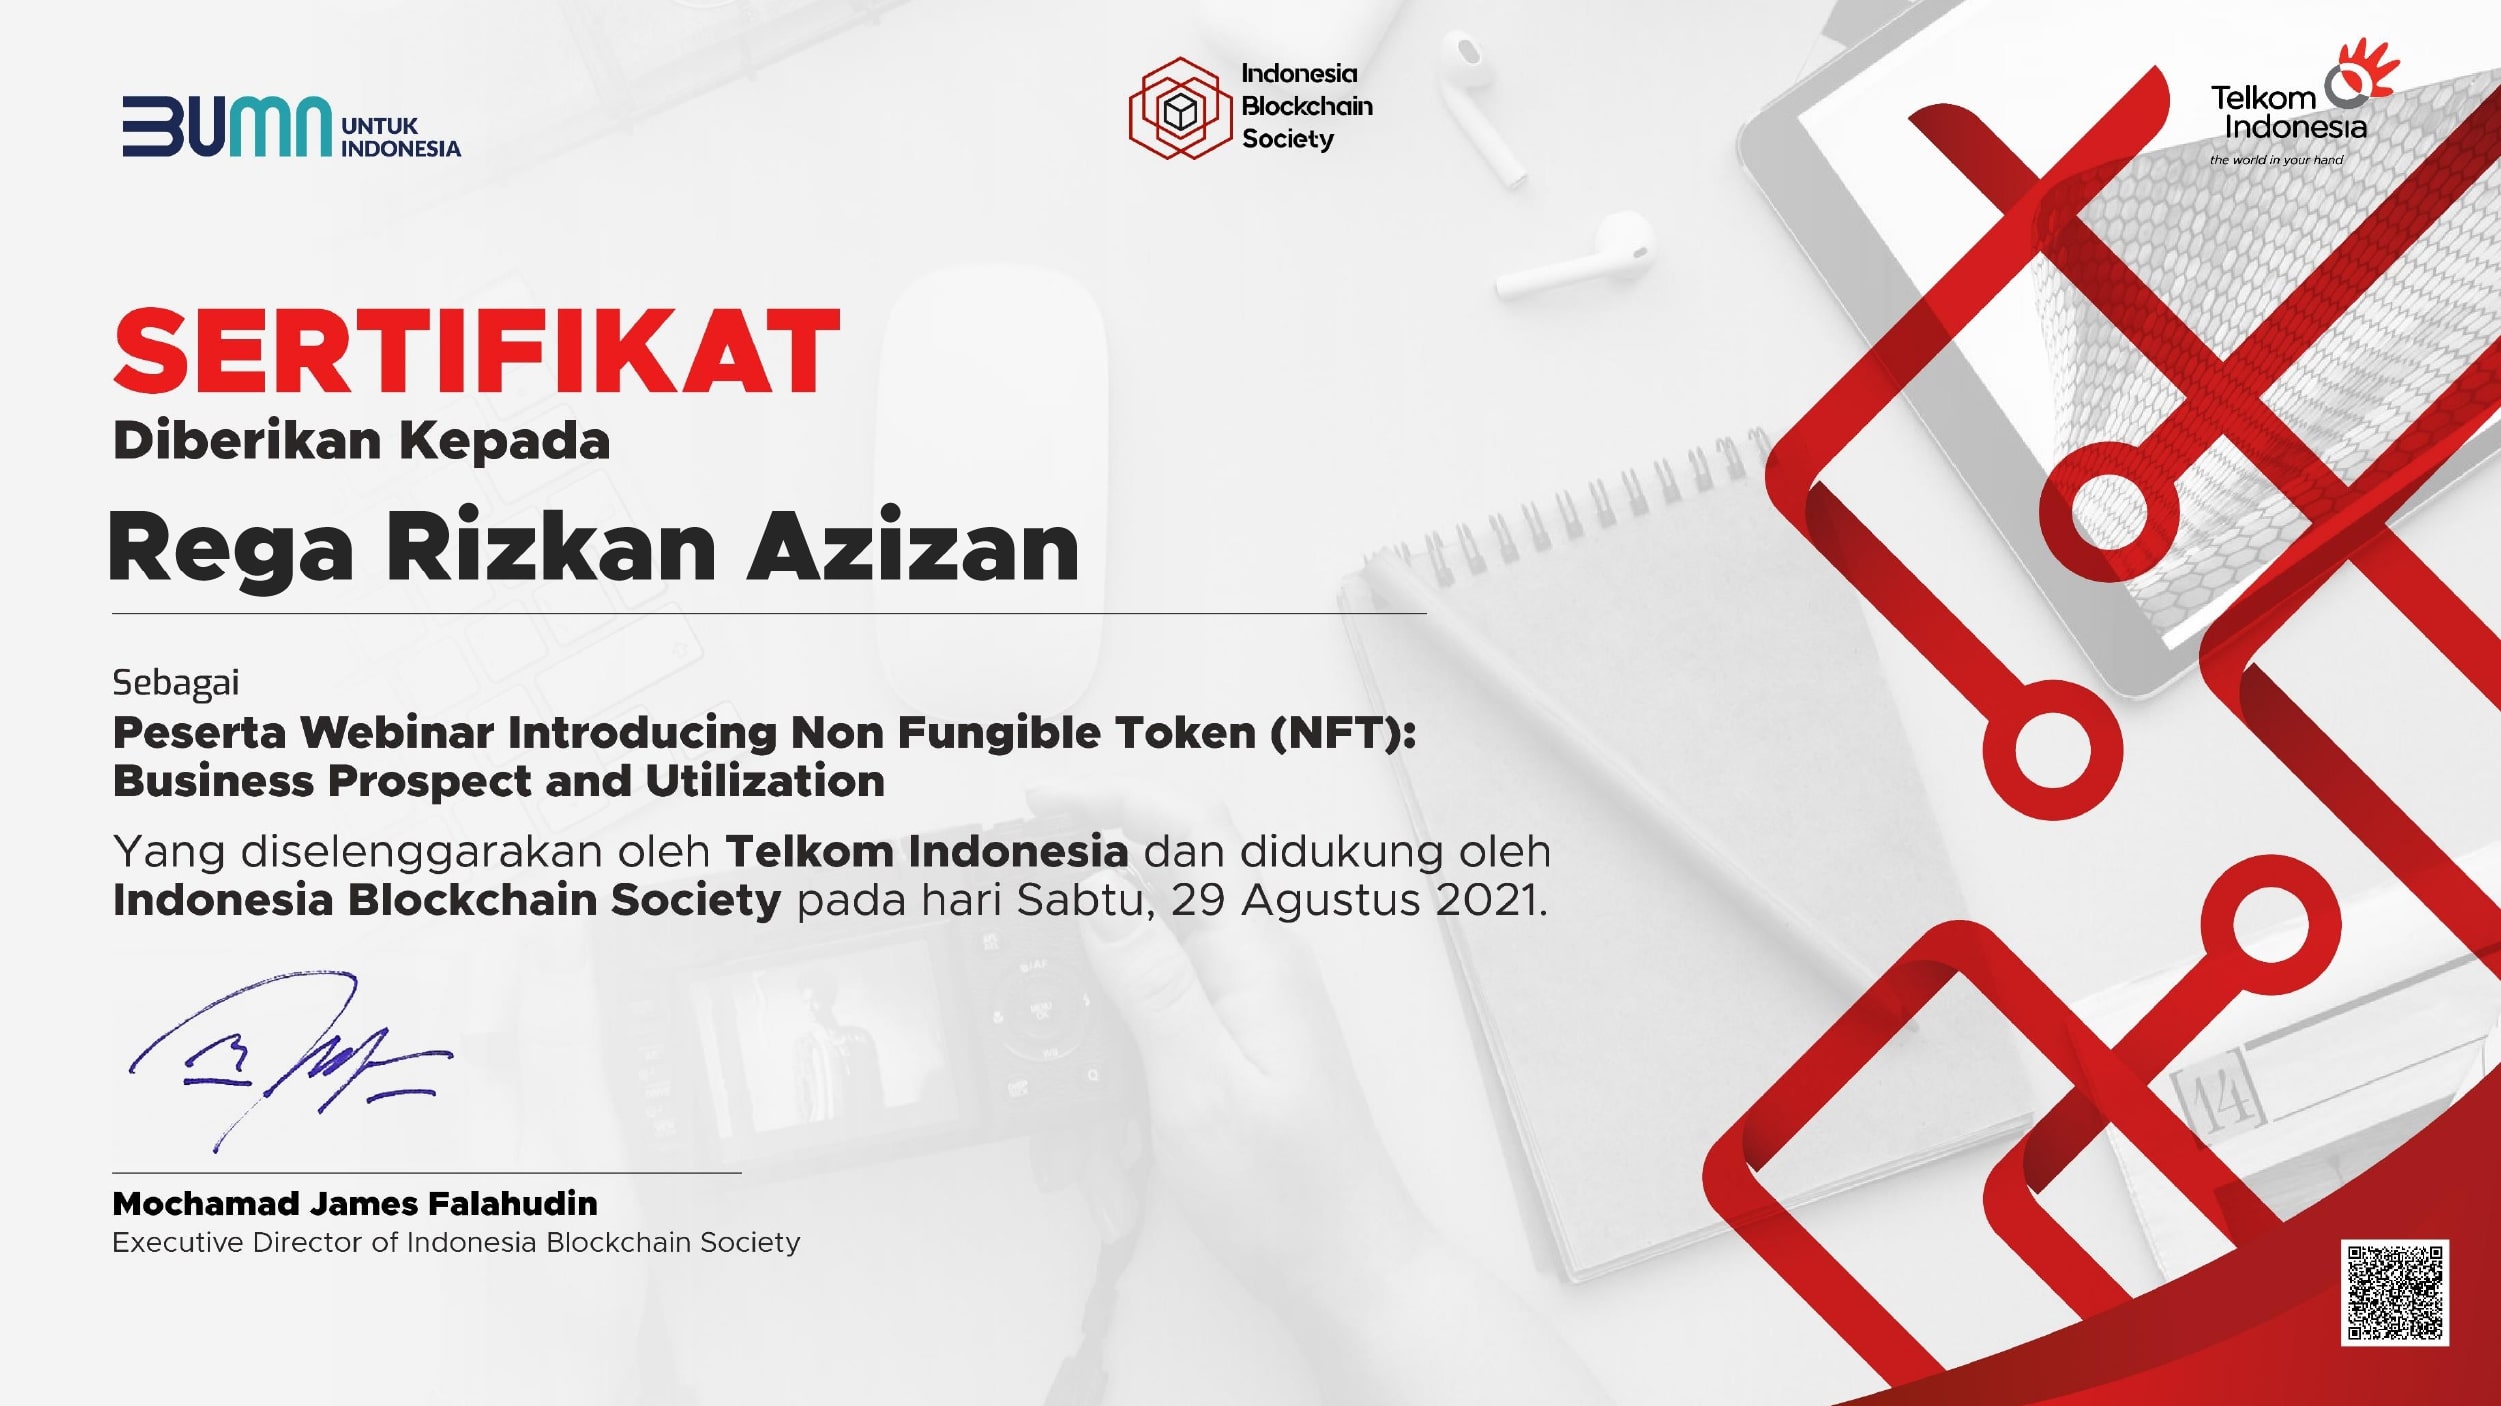 BUMN UNTUK
INDONESIA
Indonesia
Blockchain
Society
Telkom
Indonesia
the world in your hand
SERTIFIKAT
Diberikan Kepada
Rega Rizkan Azizan
Sebagai
Peserta Webinar Introducing Non Fungible Token (NFT):
Business Prospect and Utilization
Yang diselenggarakan oleh Telkom Indonesia dan didukung oleh
Indonesia Blockchain Society pada hari Sabtu, 29 Agustus 2021.
[14]
Mochamad James Falahudin
Executive Director of Indonesia Blockchain Society